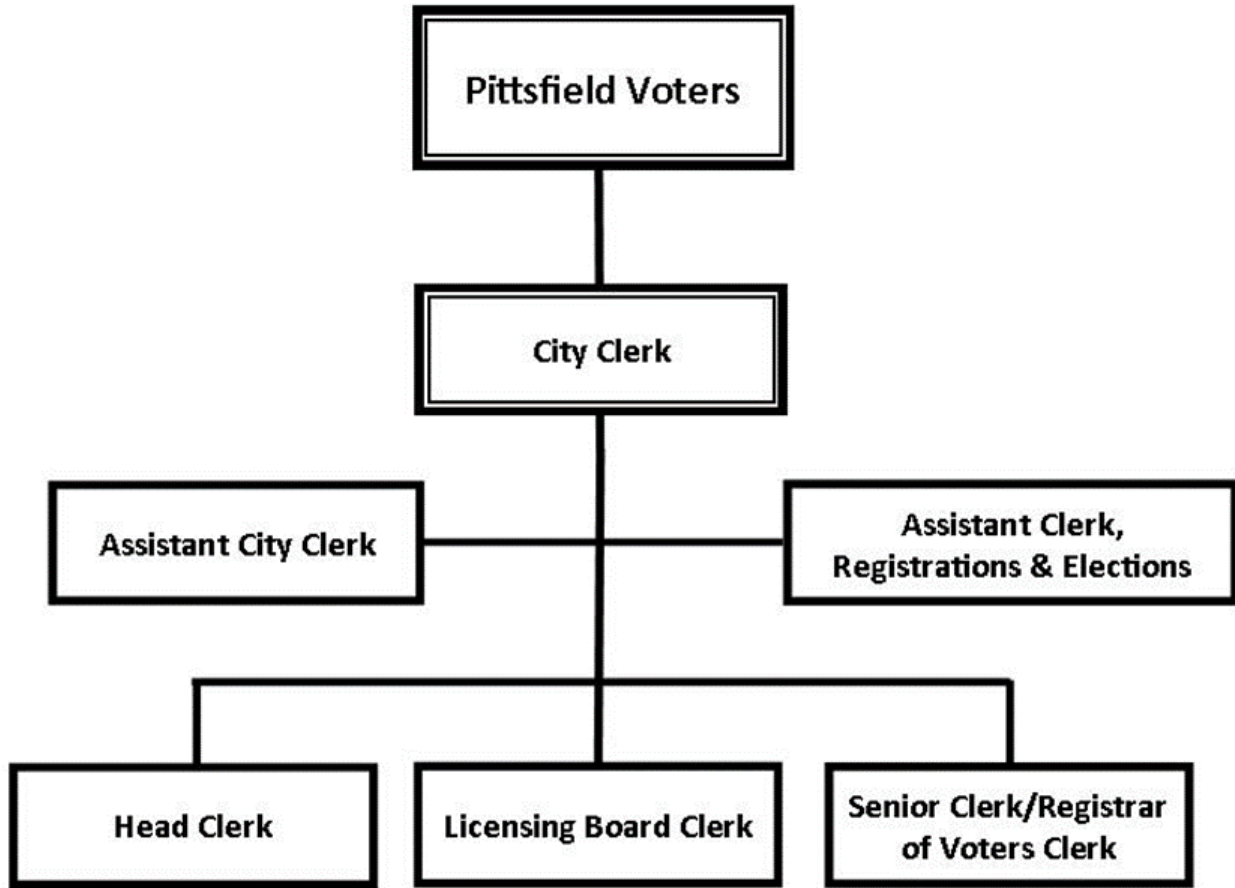 Pittsfield Voters
City Clerk
Assistant City Clerk
Assistant Clerk,
Registrations & Elections
Head Clerk
Licensing Board Clerk
Senior Clerk/Registrar
of Voters Clerk